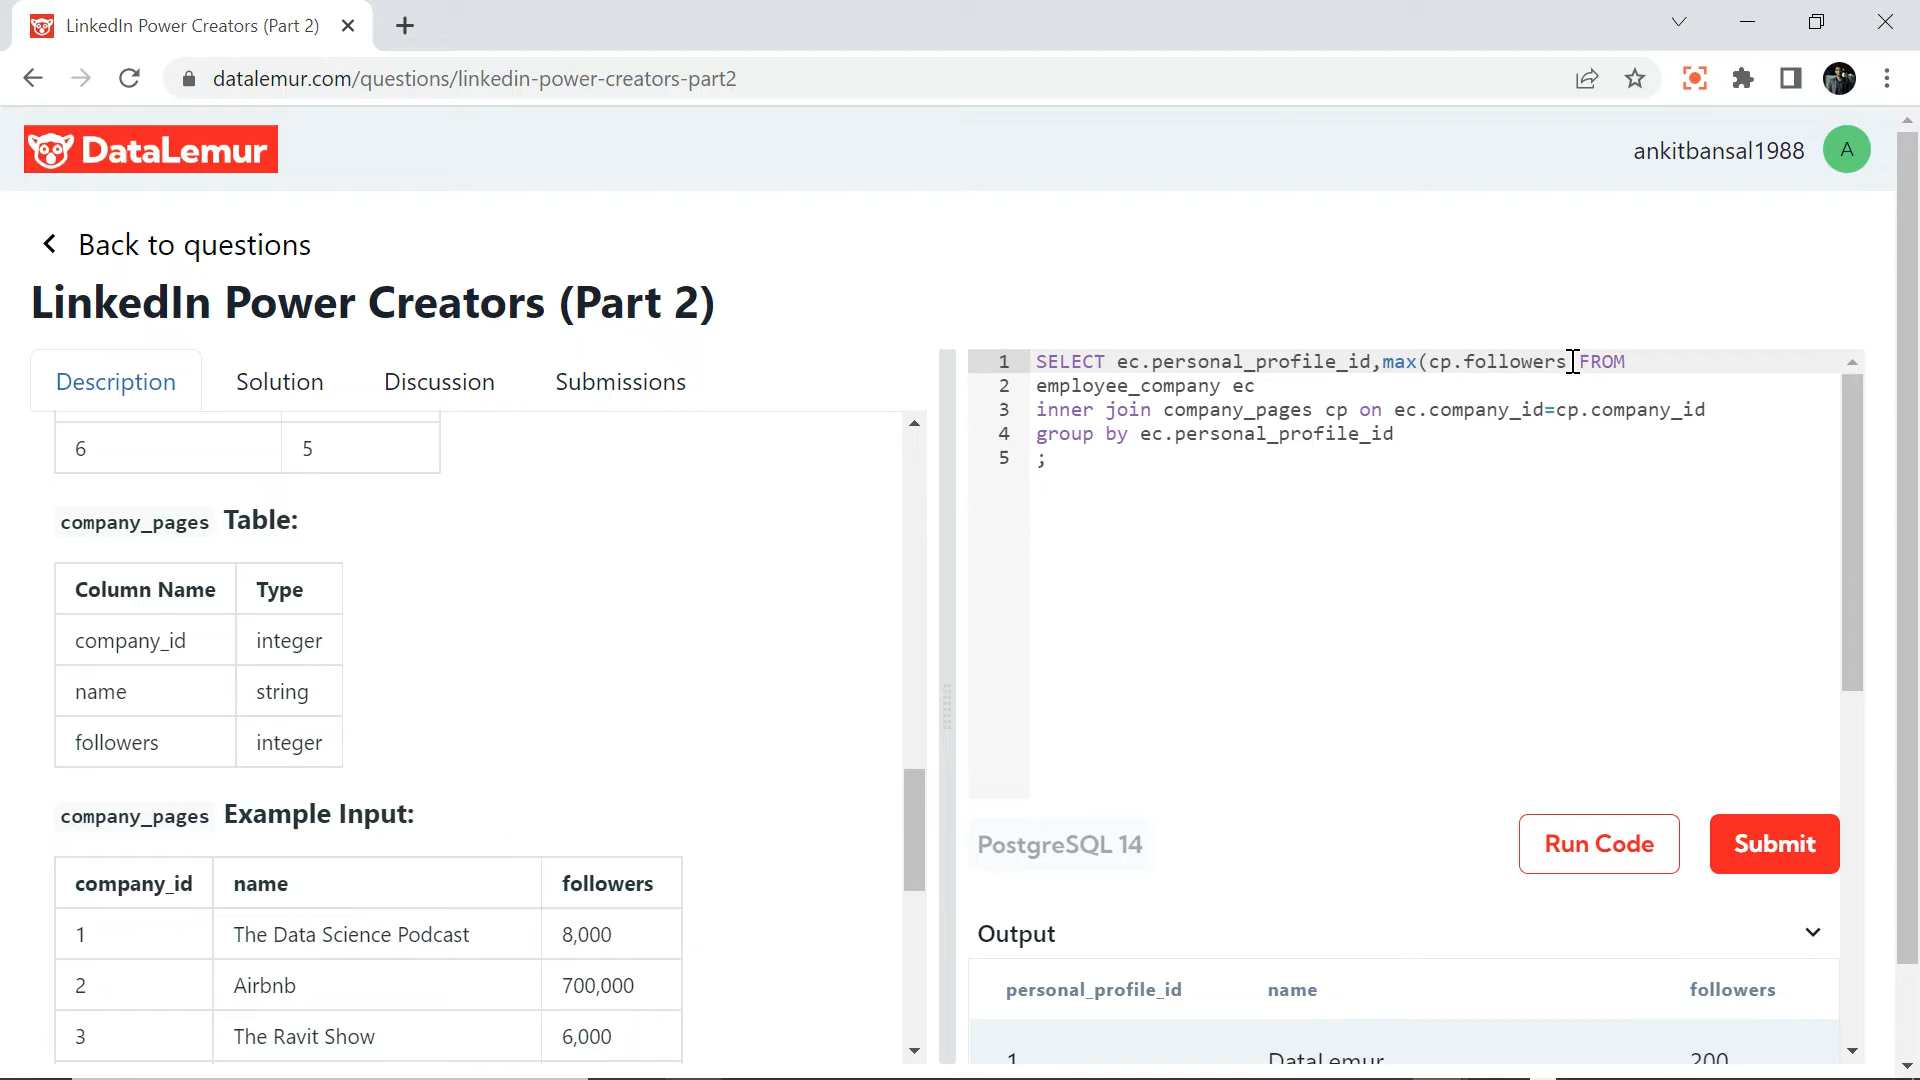 LinkedIn Power Creators (Part 2)
datalemur.com/questions/linkedin-power-creators-part2
DataLemur
ankitbansal1988
A
Back to questions
LinkedIn Power Creators (Part 2)
Description Solution Discussion Submissions
6 5
company_pages Table:
Column Name Type
company_id integer
name string
followers integer
company_pages Example Input:
company_id name followers
1 The Data Science Podcast 8,000
2 Airbnb 700,000
3 The Ravit Show 6,000
1 SELECT ec.personal_profile_id,max(cp.followers FROM
2 employee_company ec
3 inner join company_pages cp on ec.company_id=cp.company_id
4 group by ec.personal_profile_id
5 ;
PostgreSQL 14
Run Code
Submit
Output
personal_profile_id name followers
1 DataLemur 200